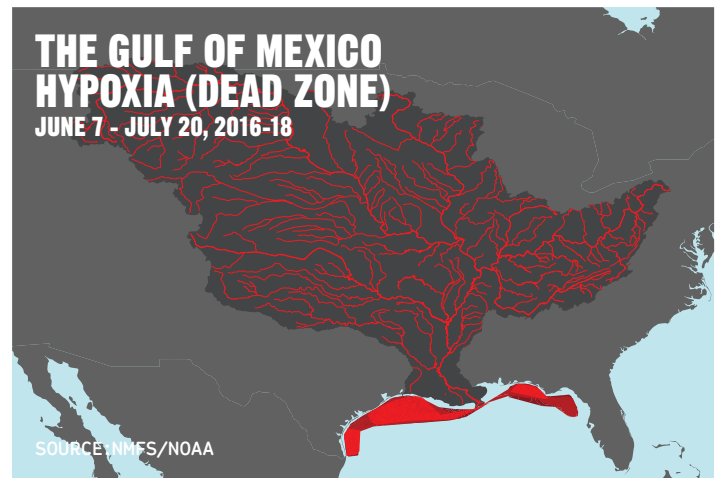 THE GULF OF MEXICO
HYPOXIA (DEAD ZONE)
JUNE 7 - JULY 20, 2016-18
SOURCE:NMFS/NOAA